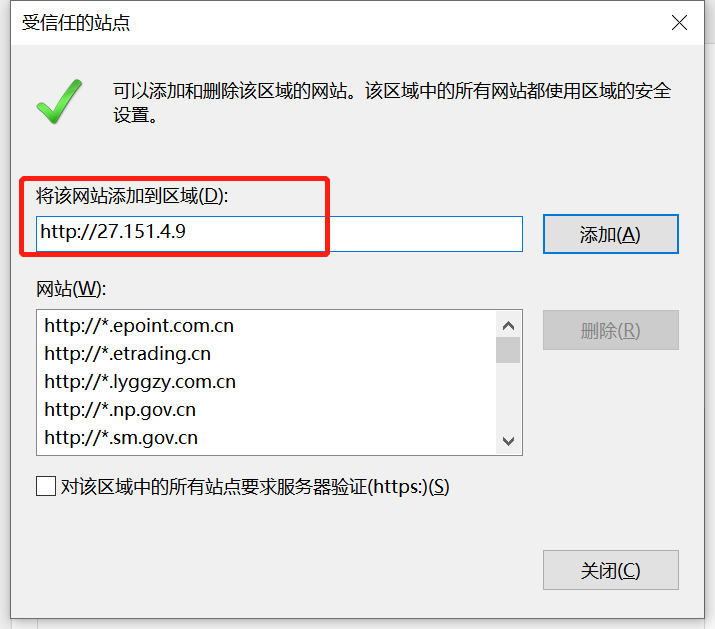 受信任的站点
可以添加和删除该区域的网站。该区域中的所有网站都使用区域的安全
设置。
将该网站添加到区域(D):
http://27.151.4.9
添加(A)
网站(W):
http://*.epoint.com.cn
http://*.etrading.cn
http://*.lyggzy.com.cn
http://*.np.gov.cn
http://*.sm.gov.cn
删除(R)
对该区域中的所有站点要求服务器验证(https:)(S)
关闭(C)